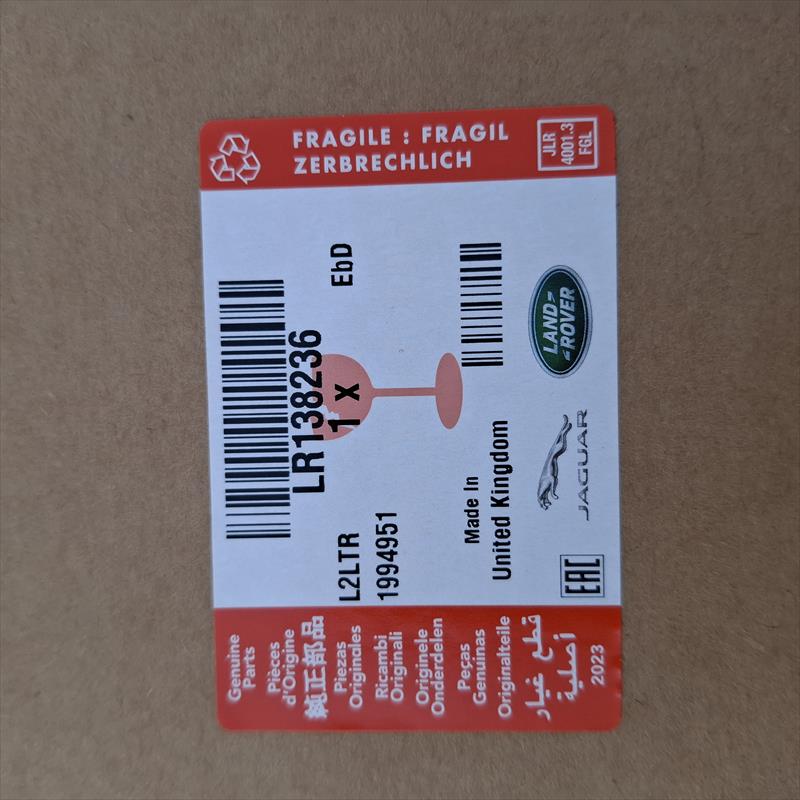 FRAGILE : FRAGIL
ZERBRECHLICH
JLR
4001.3
FGL
LR138236
1 x
EbD
L2LTR
1994951
Made In
United Kingdom
EAC
JAGUAR
LAND-
-ROVER
Genuine
Parts
Pièces
d'Origine
純正部品
Piezas
Origindles
Ricambi
Originali
Originele
Onderdelen
Peças
Genuinas
Originalteile
قطع غيار
أصلية
2023